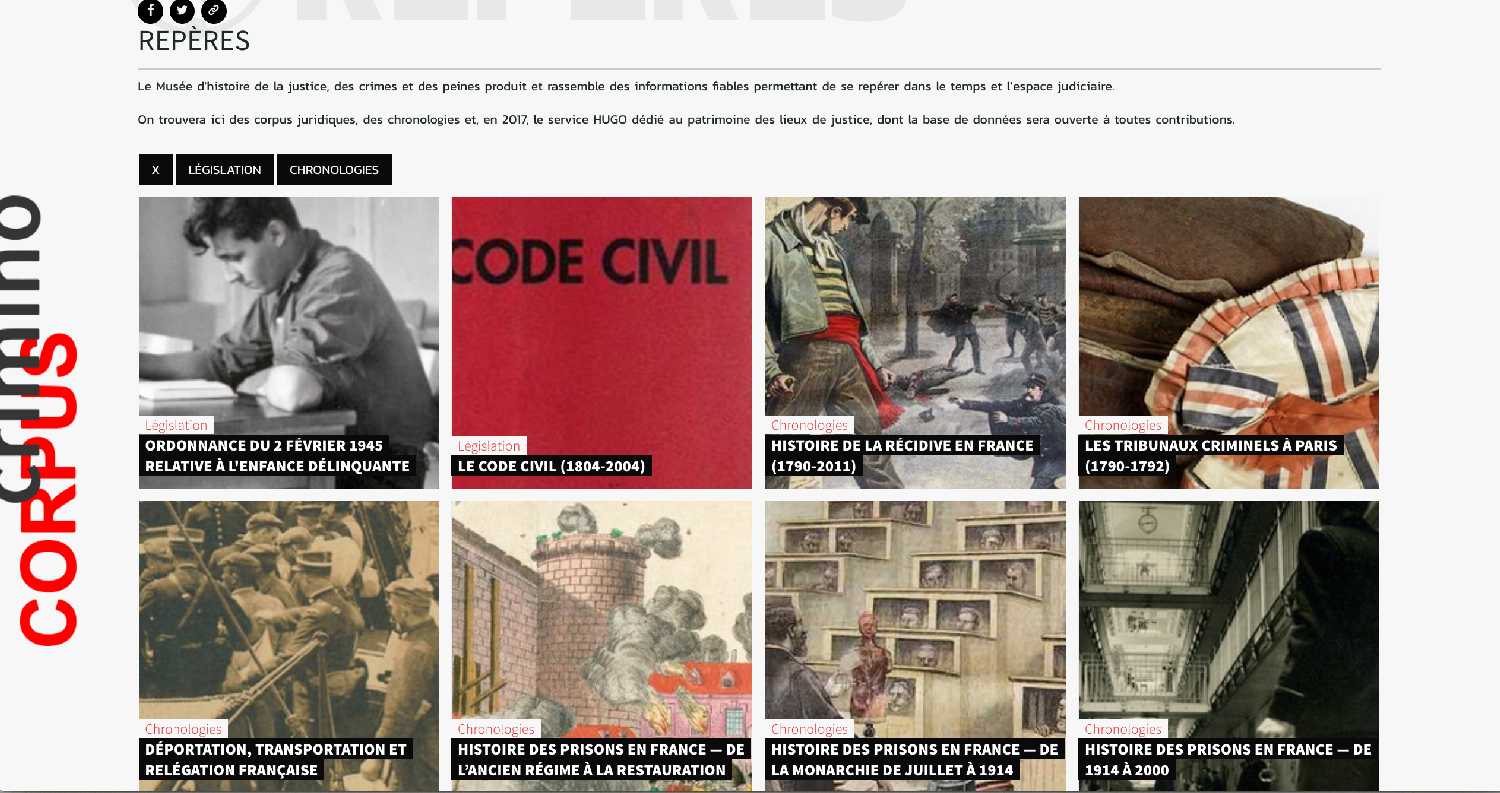 REPÈRES
REPÈRES
Le Musée d'histoire de la justice, des crimes et des peines produit et rassemble des informations fiables permettant de se repérer dans le temps et l'espace judiciaire.
On trouvera ici des corpus juridiques, des chronologies et, en 2017, le service HUGO dédié au patrimoine des lieux de justice, dont la base de données sera ouverte à toutes contributions.
X LÉGISLATION CHRONOLOGIES
crimino
CORPUS
CODE CIVIL
Législation
ORDONNANCE DU 2 FÉVRIER 1945
RELATIVE À L'ENFANCE DÉLINQUANTE
Législation
LE CODE CIVIL (1804-2004)
Chronologies
HISTOIRE DE LA RÉCIDIVE EN FRANCE
(1790-2011)
Chronologies
LES TRIBUNAUX CRIMINELS À PARIS
(1790-1792)
Chronologies
DÉPORTATION, TRANSPORTATION ET
RELÉGATION FRANÇAISE
Chronologies
HISTOIRE DES PRISONS EN FRANCE — DE
L'ANCIEN RÉGIME À LA RESTAURATION
Chronologies
HISTOIRE DES PRISONS EN FRANCE — DE
LA MONARCHIE DE JUILLET À 1914
Chronologies
HISTOIRE DES PRISONS EN FRANCE — DE
1914 À 2000